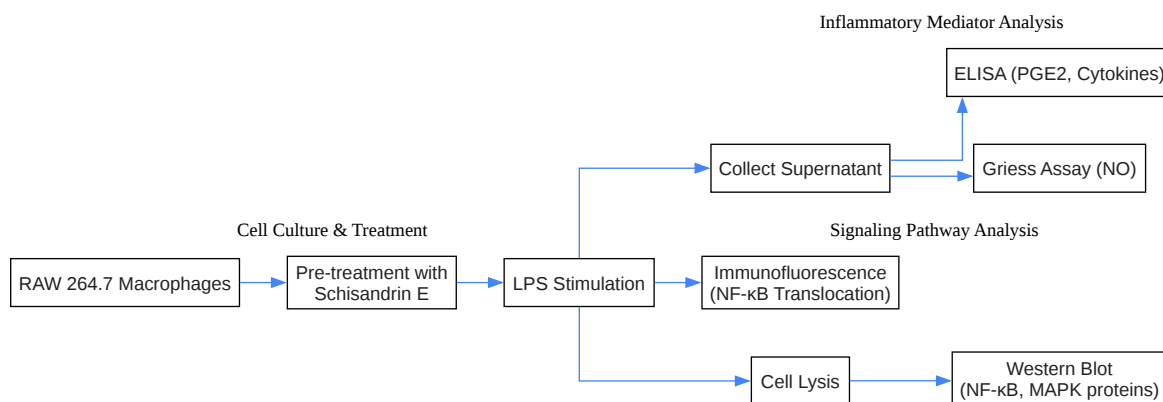 Inflammatory Mediator Analysis
ELISA (PGE2, Cytokines)
Collect Supernatant
Griess Assay (NO)
Cell Culture & Treatment
Signaling Pathway Analysis
RAW 264.7 Macrophages
Pre-treatment with
Schisandrin E
LPS Stimulation
Immunofluorescence
(NF-κB Translocation)
Cell Lysis
Western Blot
(NF-κB, MAPK proteins)